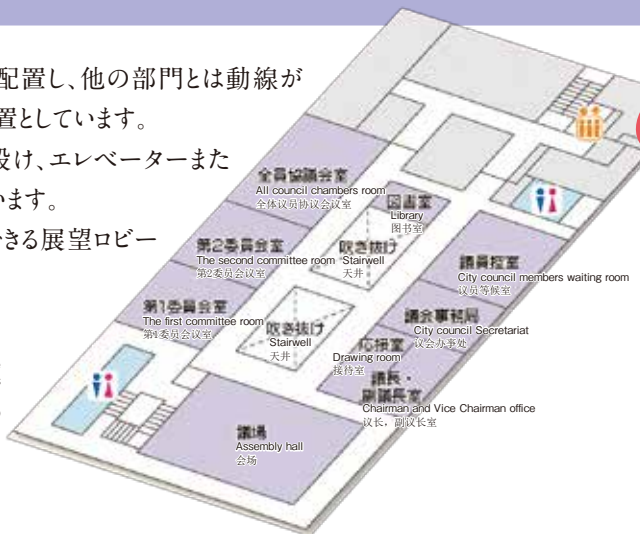 配置し、他の部門とは動線が
置としています。
設け、エレベーターまた
います。
きる展望ロビー
全員協議会室
All council chambers room
全体议员协议会议室
図書室
Library
图书室
吹き抜け
Stairwell
天井
第2委員会室
The second committee room
第2委员会议室
議員控室
City council members waiting room
议员等候室
第1委員会室
The first committee room
第1委员会议室
吹き抜け
Stairwell
天井
議会事務局
City council Secretariat
议会办事处
応接室
Drawing room
接待室
議長・
副議長室
Chairman and Vice Chairman office
议长，副议长室
議場
Assembly hall
会场